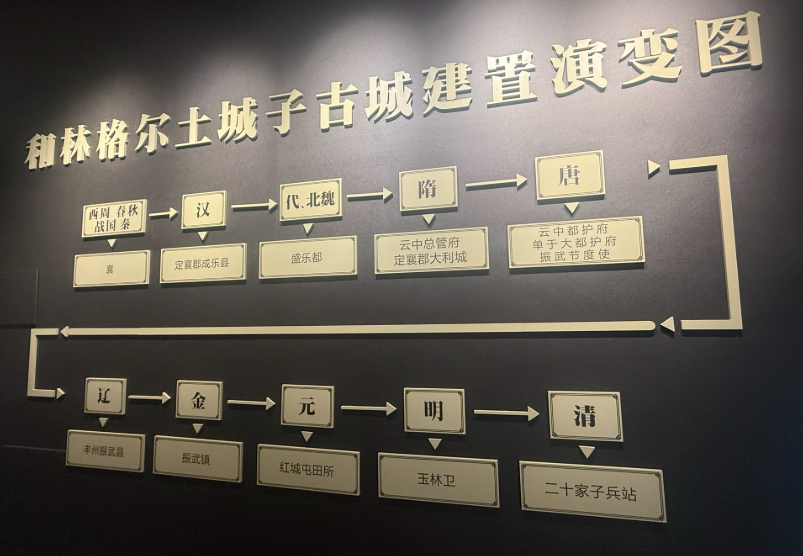 和林格尔土城子古城建置演变图
西周 春秋
战国 秦
汉
代、北魏
隋
唐
襄
定襄郡成乐县
盛乐都
云中总管府
定襄郡大利城
云中都护府
单于大都护府
振武节度使
辽
金
元
明
清
丰州振武县
振武镇
红城屯田所
玉林卫
二十家子兵站